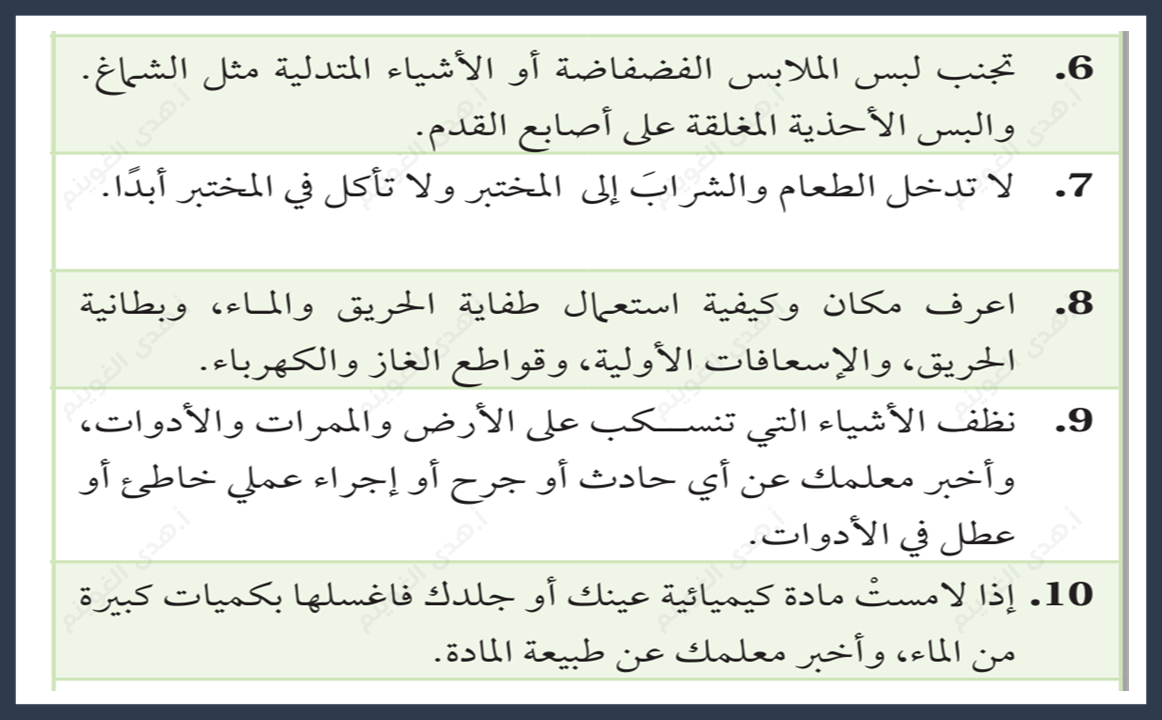 6. تجنب لبس الملابس الفضفاضة أو الأشياء المتدلية مثل الشماغ.
والبس الأحذية المغلقة على أصابع القدم.
7. لا تدخل الطعام والشرابَ إلى المختبر ولا تأكل في المختبر أبدًا.
8. اعرف مكان وكيفية استعمال طفاية الحريق والماء، وبطانية
الحريق، والإسعافات الأولية، وقواطع الغاز والكهرباء.
9. نظف الأشياء التي تنسكب على الأرض والممرات والأدوات،
وأخبر معلمك عن أي حادث أو جرح أو إجراء عملي خاطئ أو
عطل في الأدوات.
10. إذا لامستْ مادة كيميائية عينك أو جلدك فاغسلها بكميات كبيرة
من الماء، وأخبر معلمك عن طبيعة المادة.